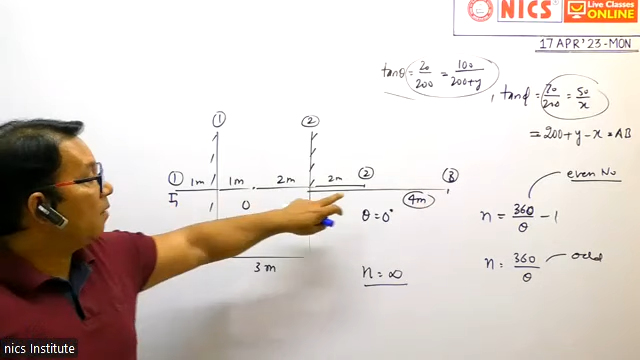 NICS
Live Classes
ONLINE
17 APR'23-MON
tanθ = 20/200 = 100/(200+y)
, tanϕ = 20/200 = 50/x
= 200+y-x = AB
① ②
① 1m 1m 2m 2m ② ③
I₁ O 4m
θ = 0°
3m
n = ∞
even No
n = 360/θ - 1
n = 360/θ odd
nics Institute